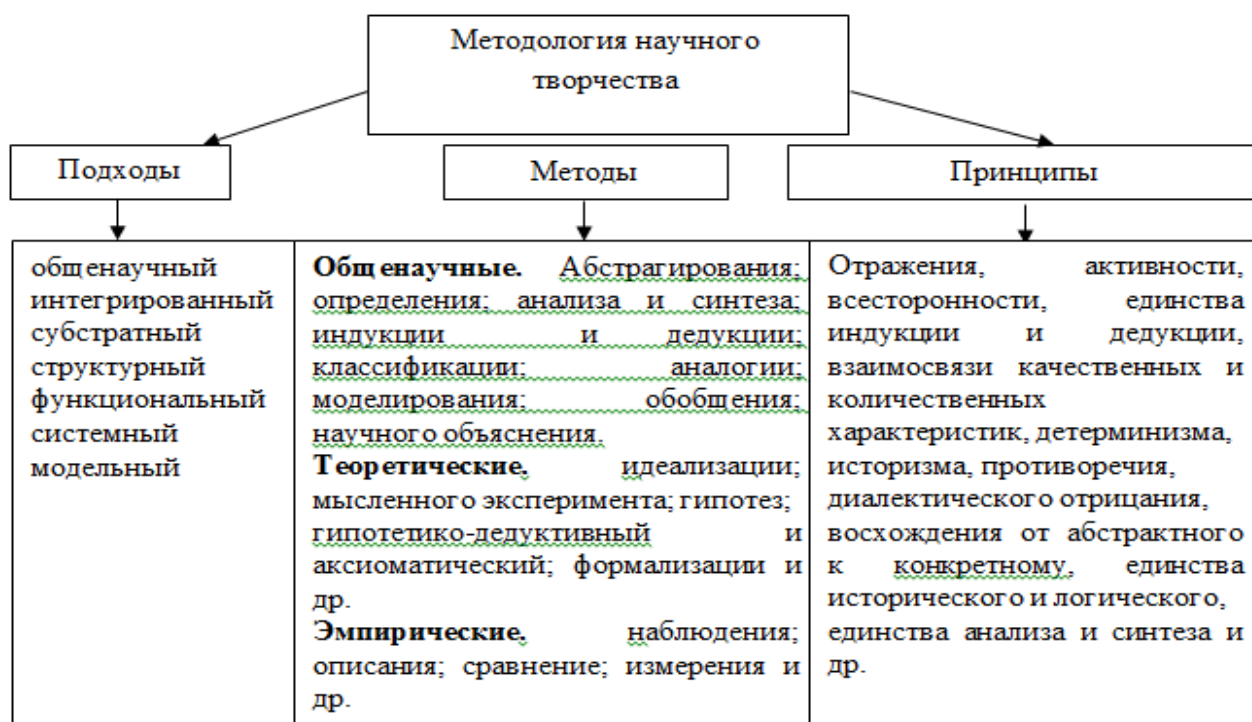 Методология научного
творчества
Подходы
Методы
Принципы
общенаучный
интегрированный
субстратный
структурный
функциональный
системный
модельный
Общенаучные. Абстрагирования;
определения; анализа и синтеза;
индукции и дедукции;
классификации; аналогии;
моделирования; обобщения;
научного объяснения.
Теоретические. идеализации;
мысленного эксперимента; гипотез;
гипотетико-дедуктивный и
аксиоматический; формализации и
др.
Эмпирические. наблюдения;
описания; сравнение; измерения и
др.
Отражения, активности,
всесторонности, единства
индукции и дедукции,
взаимосвязи качественных и
количественных
характеристик, детерминизма,
историзма, противоречия,
диалектического отрицания,
восхождения от абстрактного
к конкретному, единства
исторического и логического,
единства анализа и синтеза и
др.